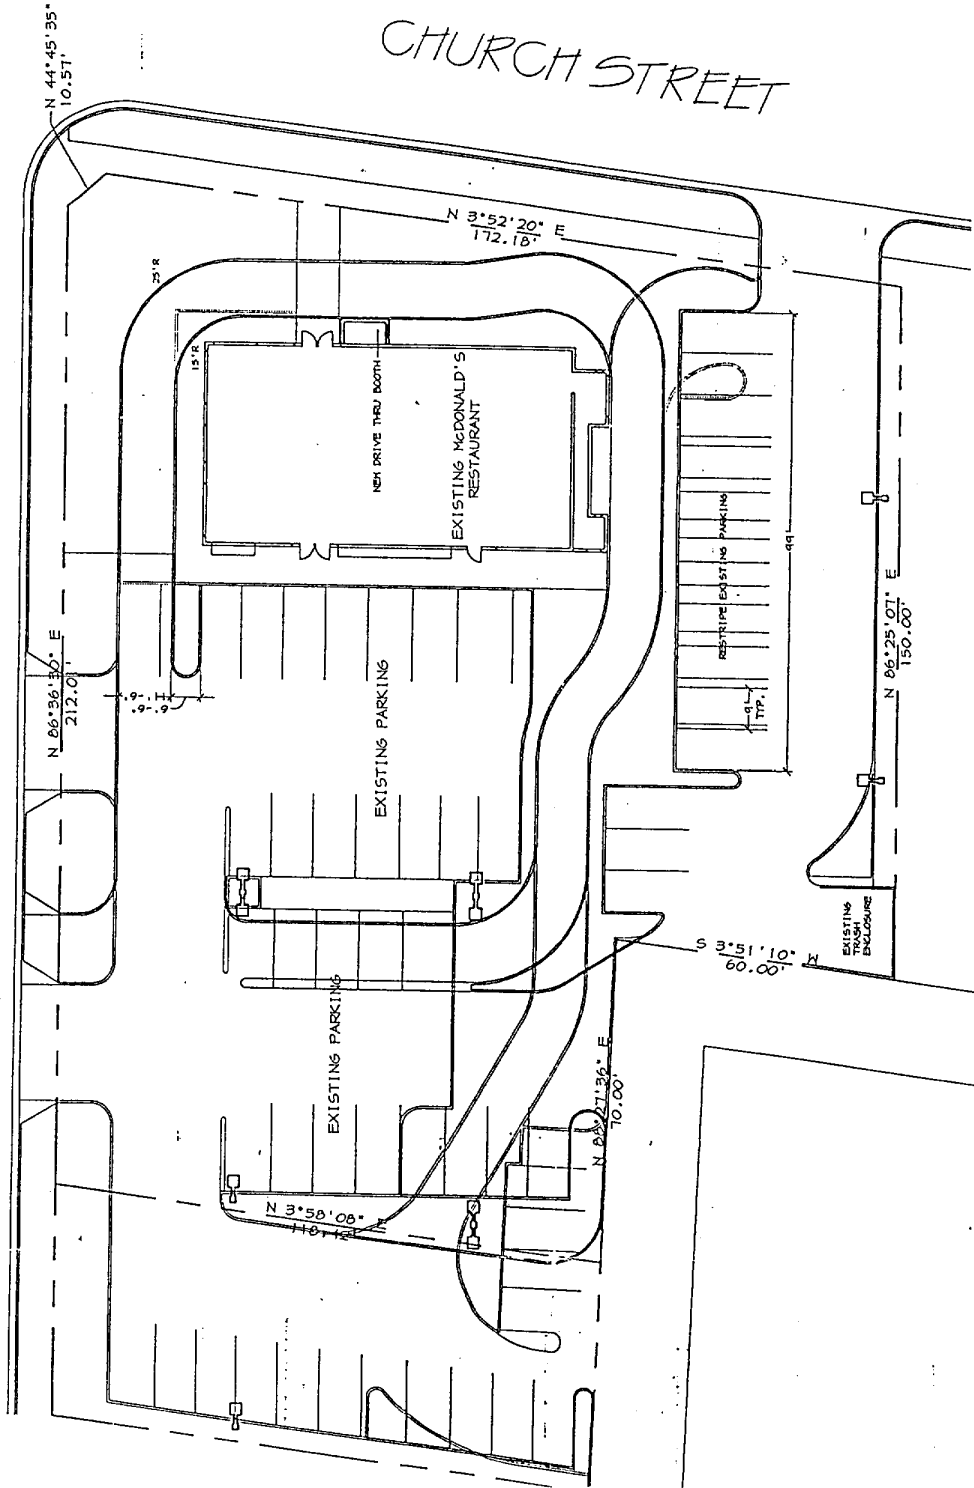 CHURCH STREET
N 44°45'35"
10.57'
N 3°52'20" E
172.18'
25'R
15'R
NEW DRIVE THRU BOOTH
EXISTING McDONALD'S
RESTAURANT
RESTRIPE EXISTING PARKING
99'
9'
TYP.
N 86°25'07" E
150.00'
N 86°36'30" E
212.01'
EXISTING PARKING
EXISTING
TRASH
ENCLOSURE
S 3°51'10" W
60.00'
EXISTING PARKING
70.00'
N 3°58'08" E